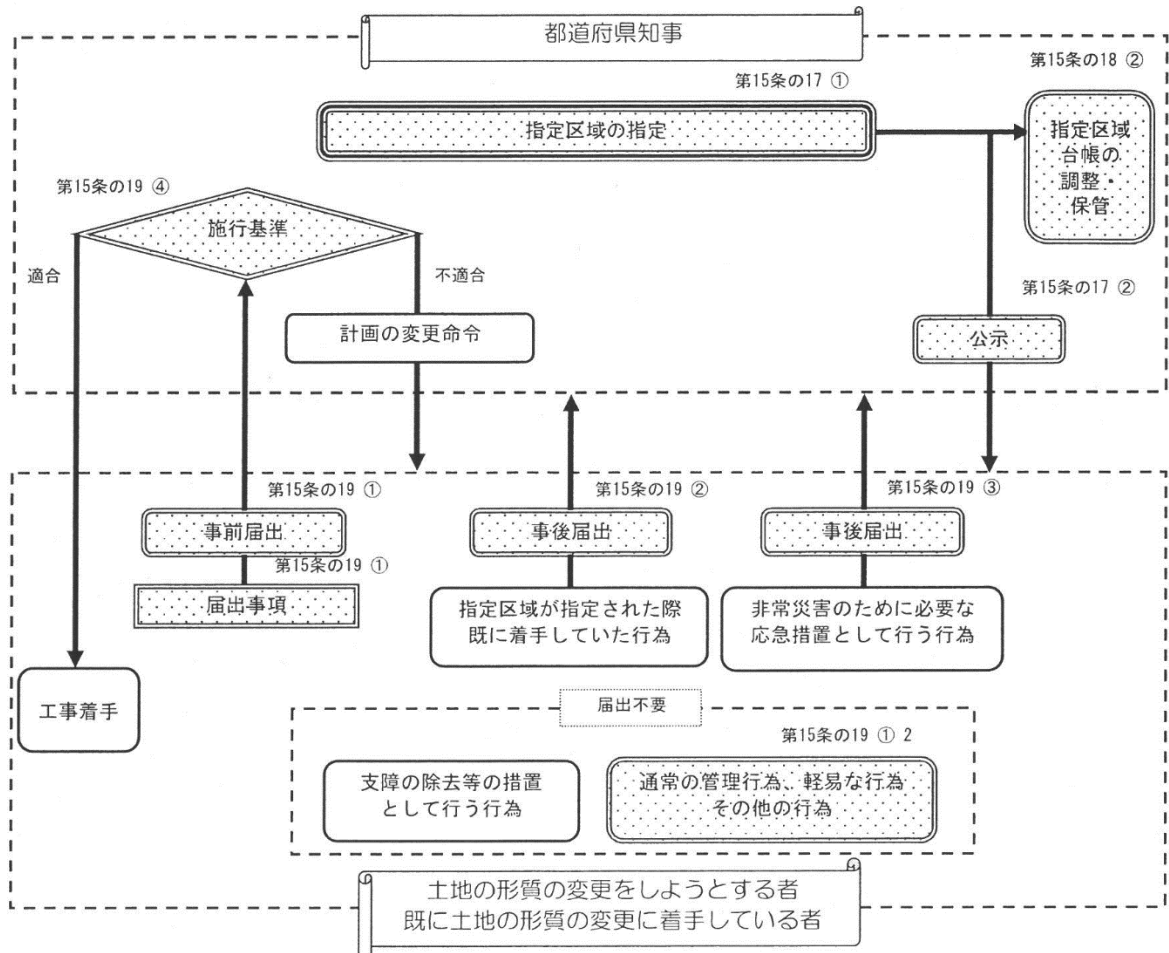 都道府県知事
第15条の17 ①
第15条の18 ②
指定区域の指定
指定区域
台帳の
調整・
保管
第15条の19 ④
施行基準
適合
不適合
第15条の17 ②
計画の変更命令
公示
第15条の19 ①
第15条の19 ②
第15条の19 ③
事前届出
事後届出
事後届出
第15条の19 ①
届出事項
指定区域が指定された際
既に着手していた行為
非常災害のために必要な
応急措置として行う行為
工事着手
届出不要
第15条の19 ① 2
支障の除去等の措置
として行う行為
通常の管理行為、軽易な行為
その他の行為
土地の形質の変更をしようとする者
既に土地の形質の変更に着手している者